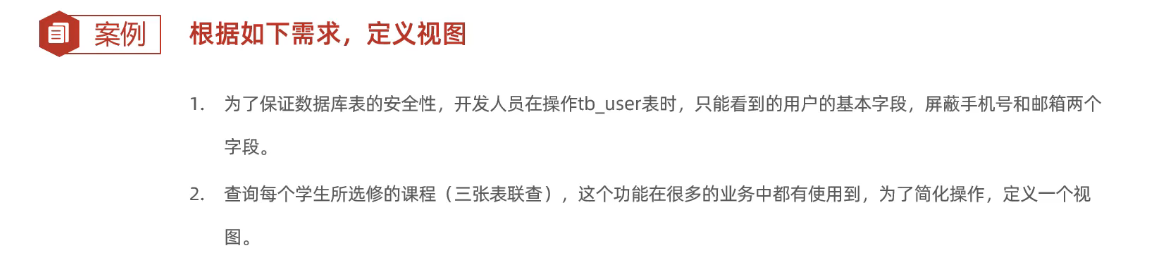 案例 根据如下需求，定义视图
1. 为了保证数据库表的安全性，开发人员在操作tb_user表时，只能看到的用户的基本字段，屏蔽手机号和邮箱两个
字段。
2. 查询每个学生所选修的课程（三张表联查），这个功能在很多的业务中都有使用到，为了简化操作，定义一个视
图。